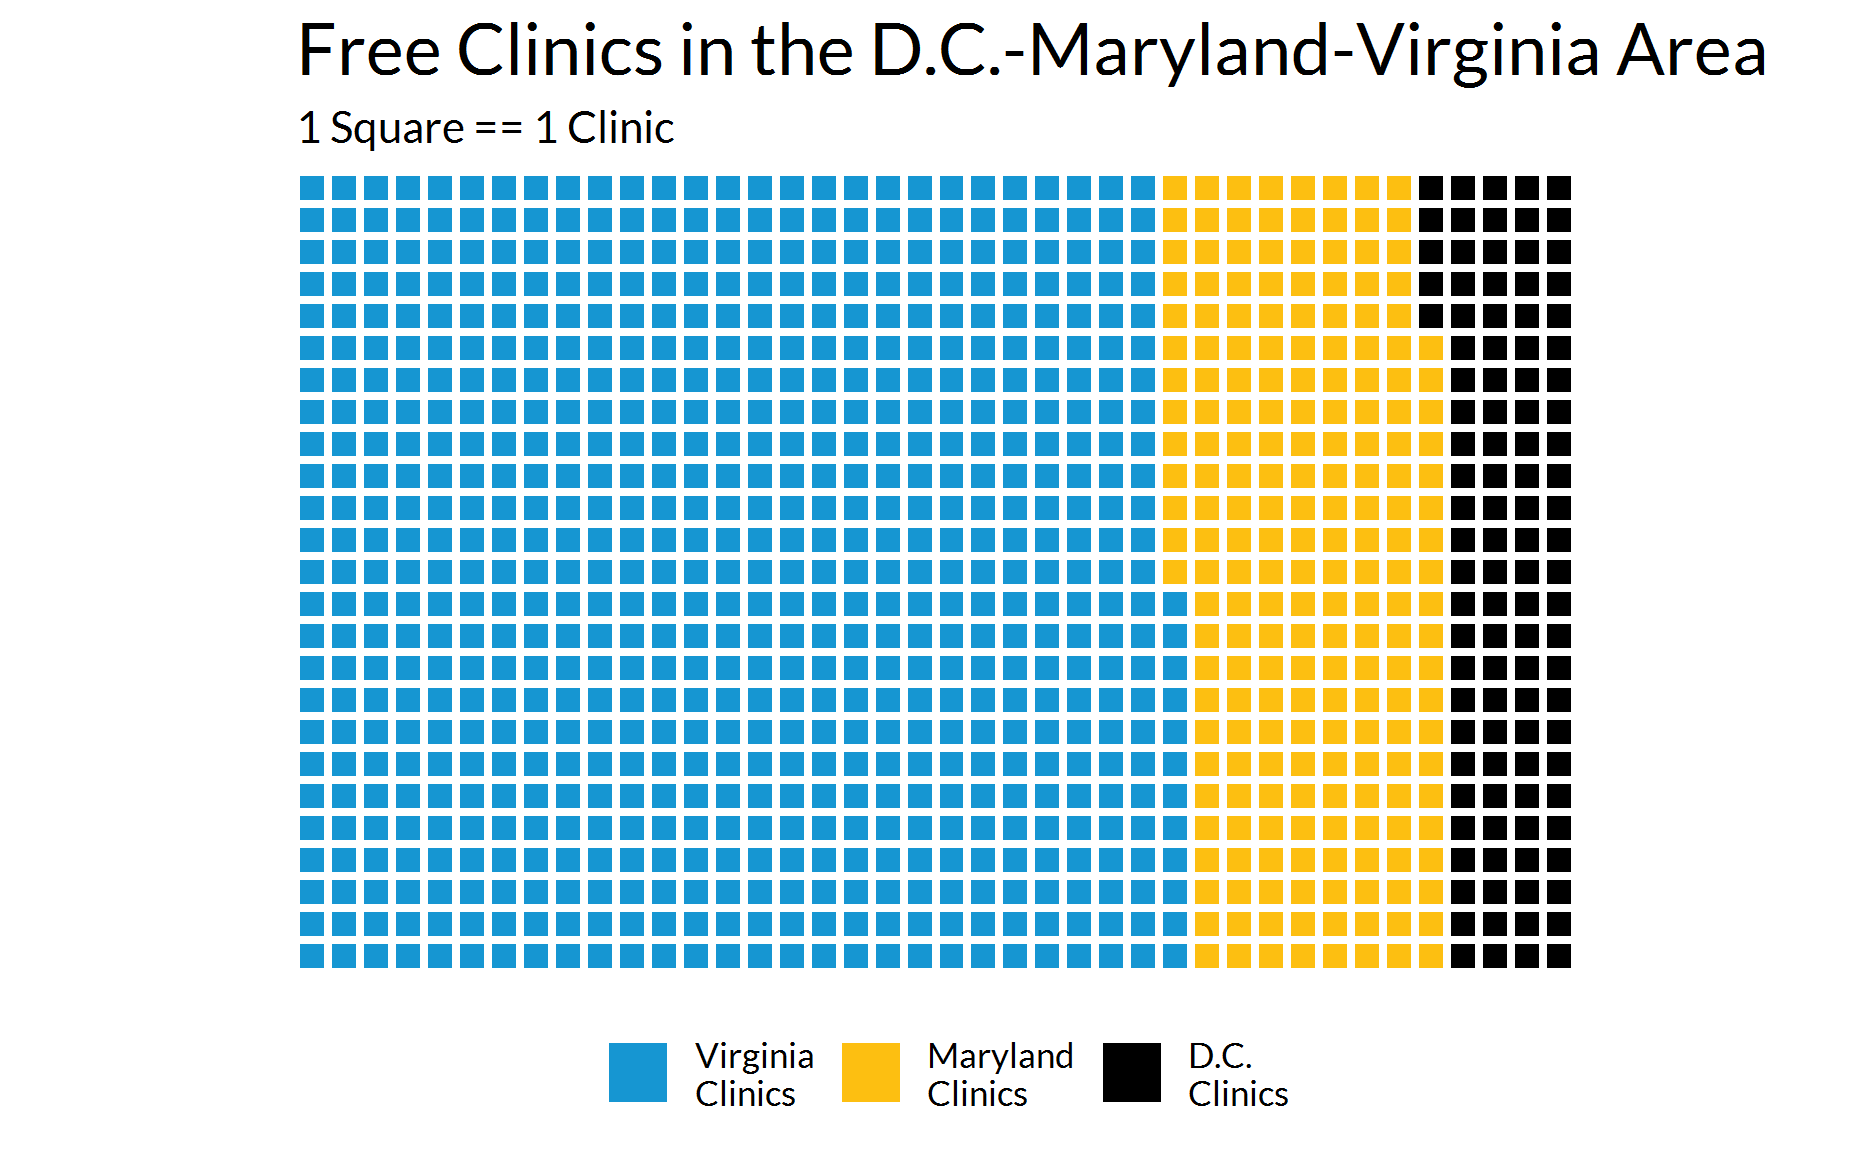 Free Clinics in the D.C.-Maryland-Virginia Area
1 Square == 1 Clinic
Virginia
Clinics
Maryland
Clinics
D.C.
Clinics